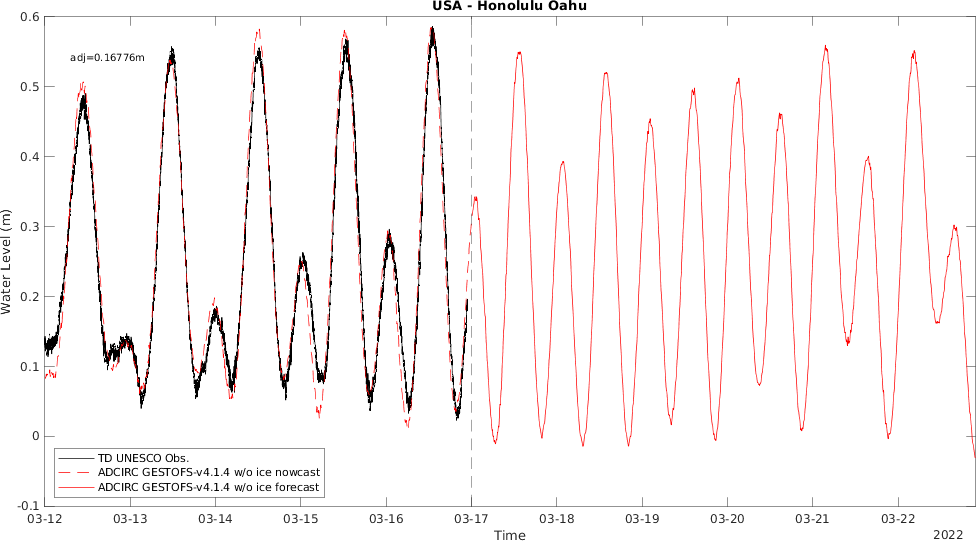 USA - Honolulu Oahu
adj=0.16776m
0.6
0.5
0.4
0.3
0.2
0.1
0
-0.1
Water Level (m)
TD UNESCO Obs.
ADCIRC GESTOFS-v4.1.4 w/o ice nowcast
ADCIRC GESTOFS-v4.1.4 w/o ice forecast
03-12 03-13 03-14 03-15 03-16 03-17 03-18 03-19 03-20 03-21 03-22
Time
2022